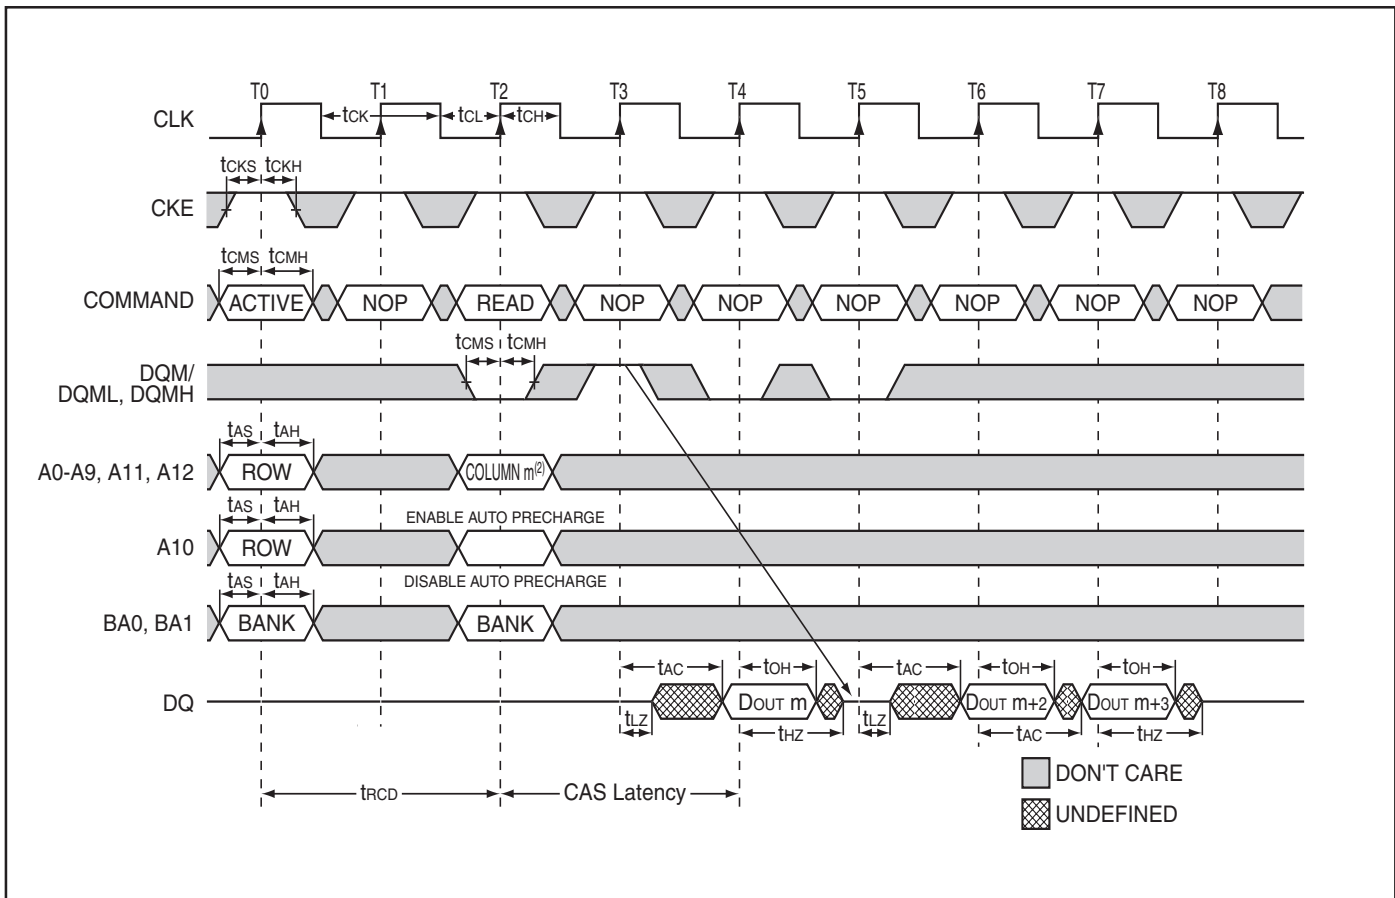 T0 T1 T2 T3 T4 T5 T6 T7 T8
CLK
tCK tCL tCH
tCKS tCKH
CKE
tCMS tCMH
COMMAND ACTIVE NOP READ NOP NOP NOP NOP NOP NOP
tCMS tCMH
DQM/
DQML, DQMH
tAS tAH
A0-A9, A11, A12 ROW COLUMN m(2)
tAS tAH ENABLE AUTO PRECHARGE
A10 ROW
tAS tAH DISABLE AUTO PRECHARGE
BA0, BA1 BANK BANK
tAC tOH tAC tOH tOH
DQ DOUT m DOUT m+2 DOUT m+3
tLZ tHZ tLZ tAC tHZ
DON'T CARE
tRCD CAS Latency
UNDEFINED